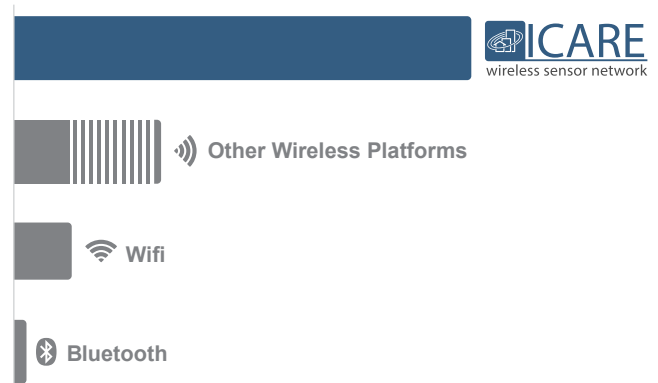 ICARE
wireless sensor network
Other Wireless Platforms
Wifi
Bluetooth